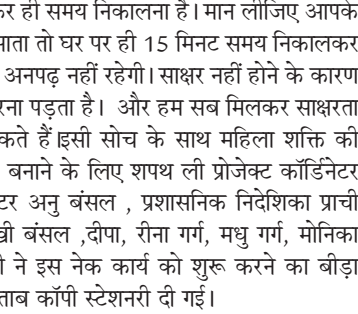 कर ही समय निकालना है। मान लीजिए आपके
माता तो घर पर ही 15 मिनट समय निकालकर
अनपढ़ नहीं रहेगी। साक्षर नहीं होने के कारण
रना पड़ता है। और हम सब मिलकर साक्षरता
कते हैं।इसी सोच के साथ महिला शक्ति की
बनाने के लिए शपथ ली प्रोजेक्ट कॉर्डिनेटर
टर अनु बंसल , प्रशासनिक निदेशिका प्राची
बंसल ,दीपा, रीना गर्ग, मधु गर्ग, मोनिका
ने इस नेक कार्य को शुरू करने का बीड़ा
ताब कॉपी स्टेशनरी दी गई।